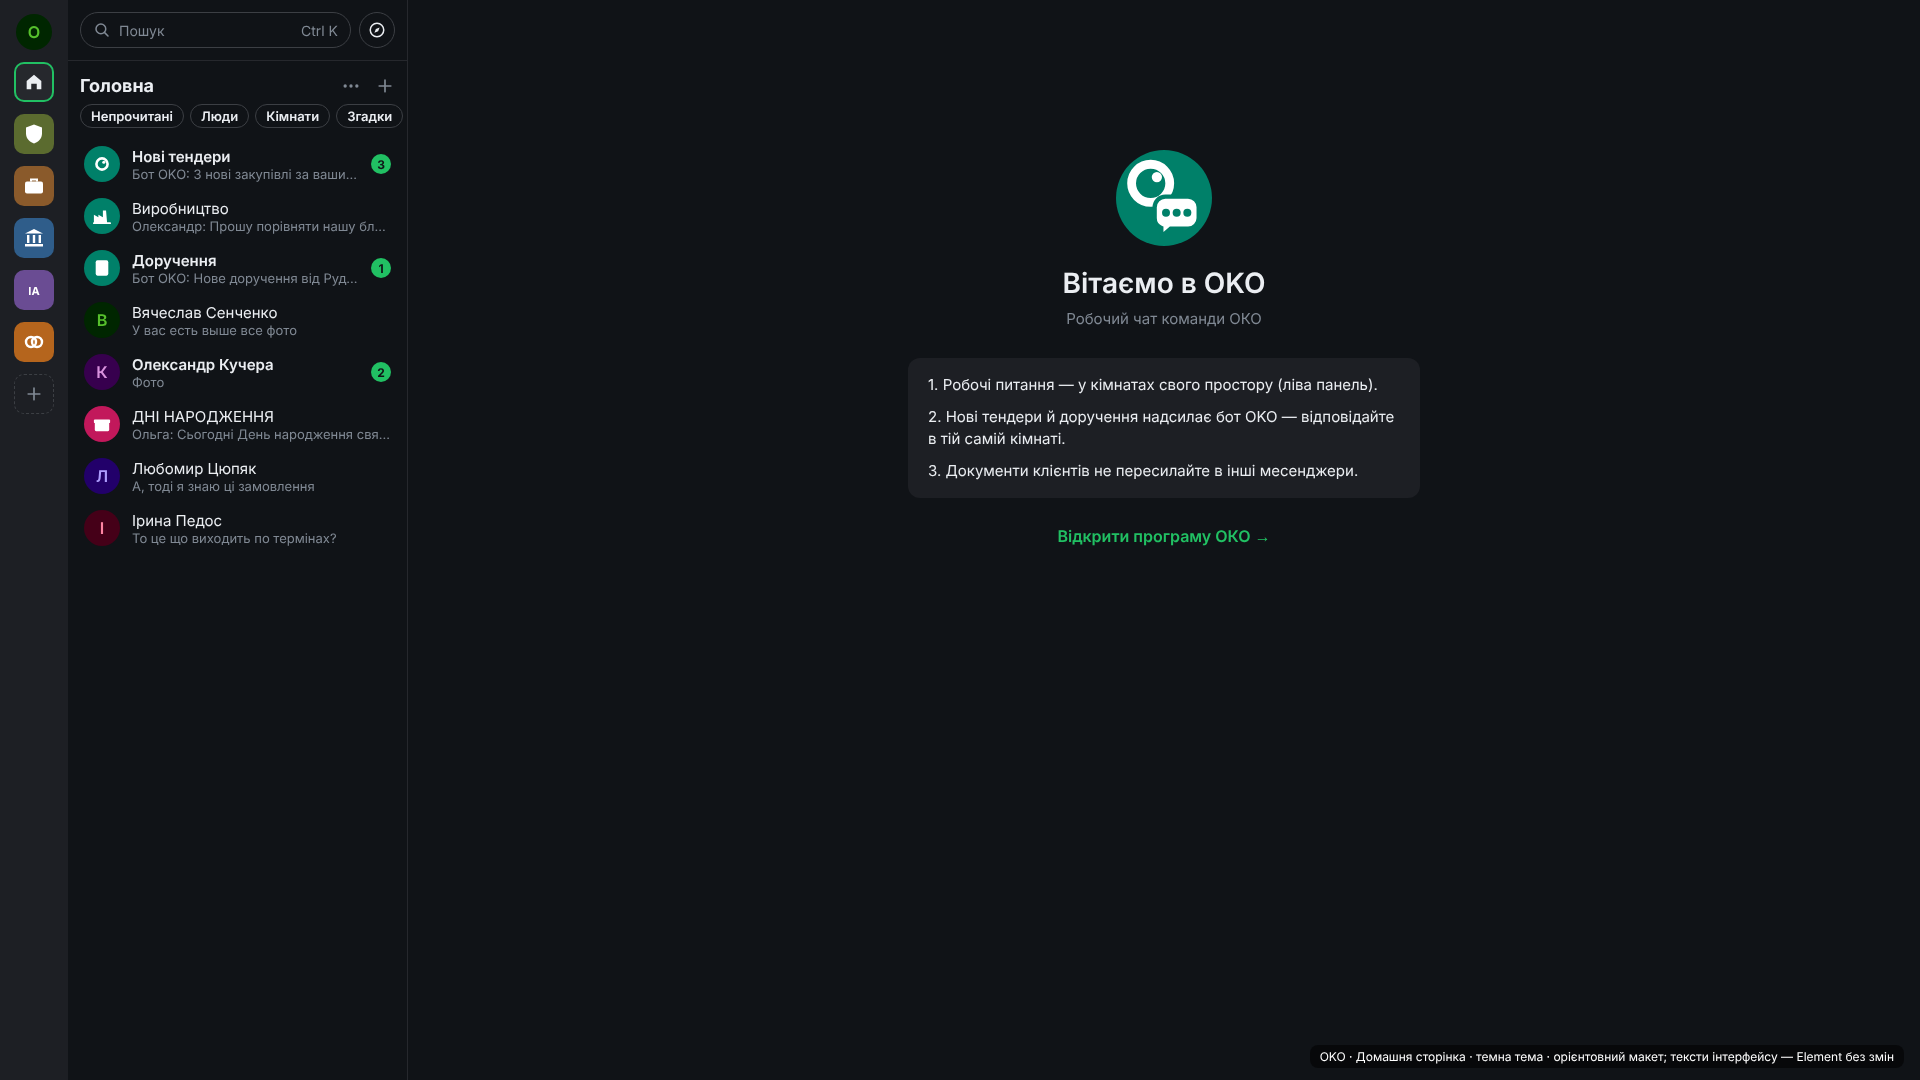 O
Пошук
Ctrl K
Головна
Непрочитані
Люди
Кімнати
Згадки
Нові тендери
Бот ОКО: 3 нові закупівлі за ваши...
3
Виробництво
Олександр: Прошу порівняти нашу бл...
Доручення
Бот ОКО: Нове доручення від Руд...
1
В
Вячеслав Сенченко
У вас есть выше все фото
К
Олександр Кучера
Фото
2
ДНІ НАРОДЖЕННЯ
Ольга: Сьогодні День народження свя...
Л
Любомир Цюпяк
А, тоді я знаю ці замовлення
І
Ірина Педос
То це що виходить по термінах?
ІА
Вітаємо в ОКО
Робочий чат команди ОКО
1. Робочі питання — у кімнатах свого простору (ліва панель).
2. Нові тендери й доручення надсилає бот ОКО — відповідайте
в тій самій кімнаті.
3. Документи клієнтів не пересилайте в інші месенджери.
Відкрити програму ОКО →
ОКО · Домашня сторінка · темна тема · орієнтовний макет; тексти інтерфейсу — Element без змін